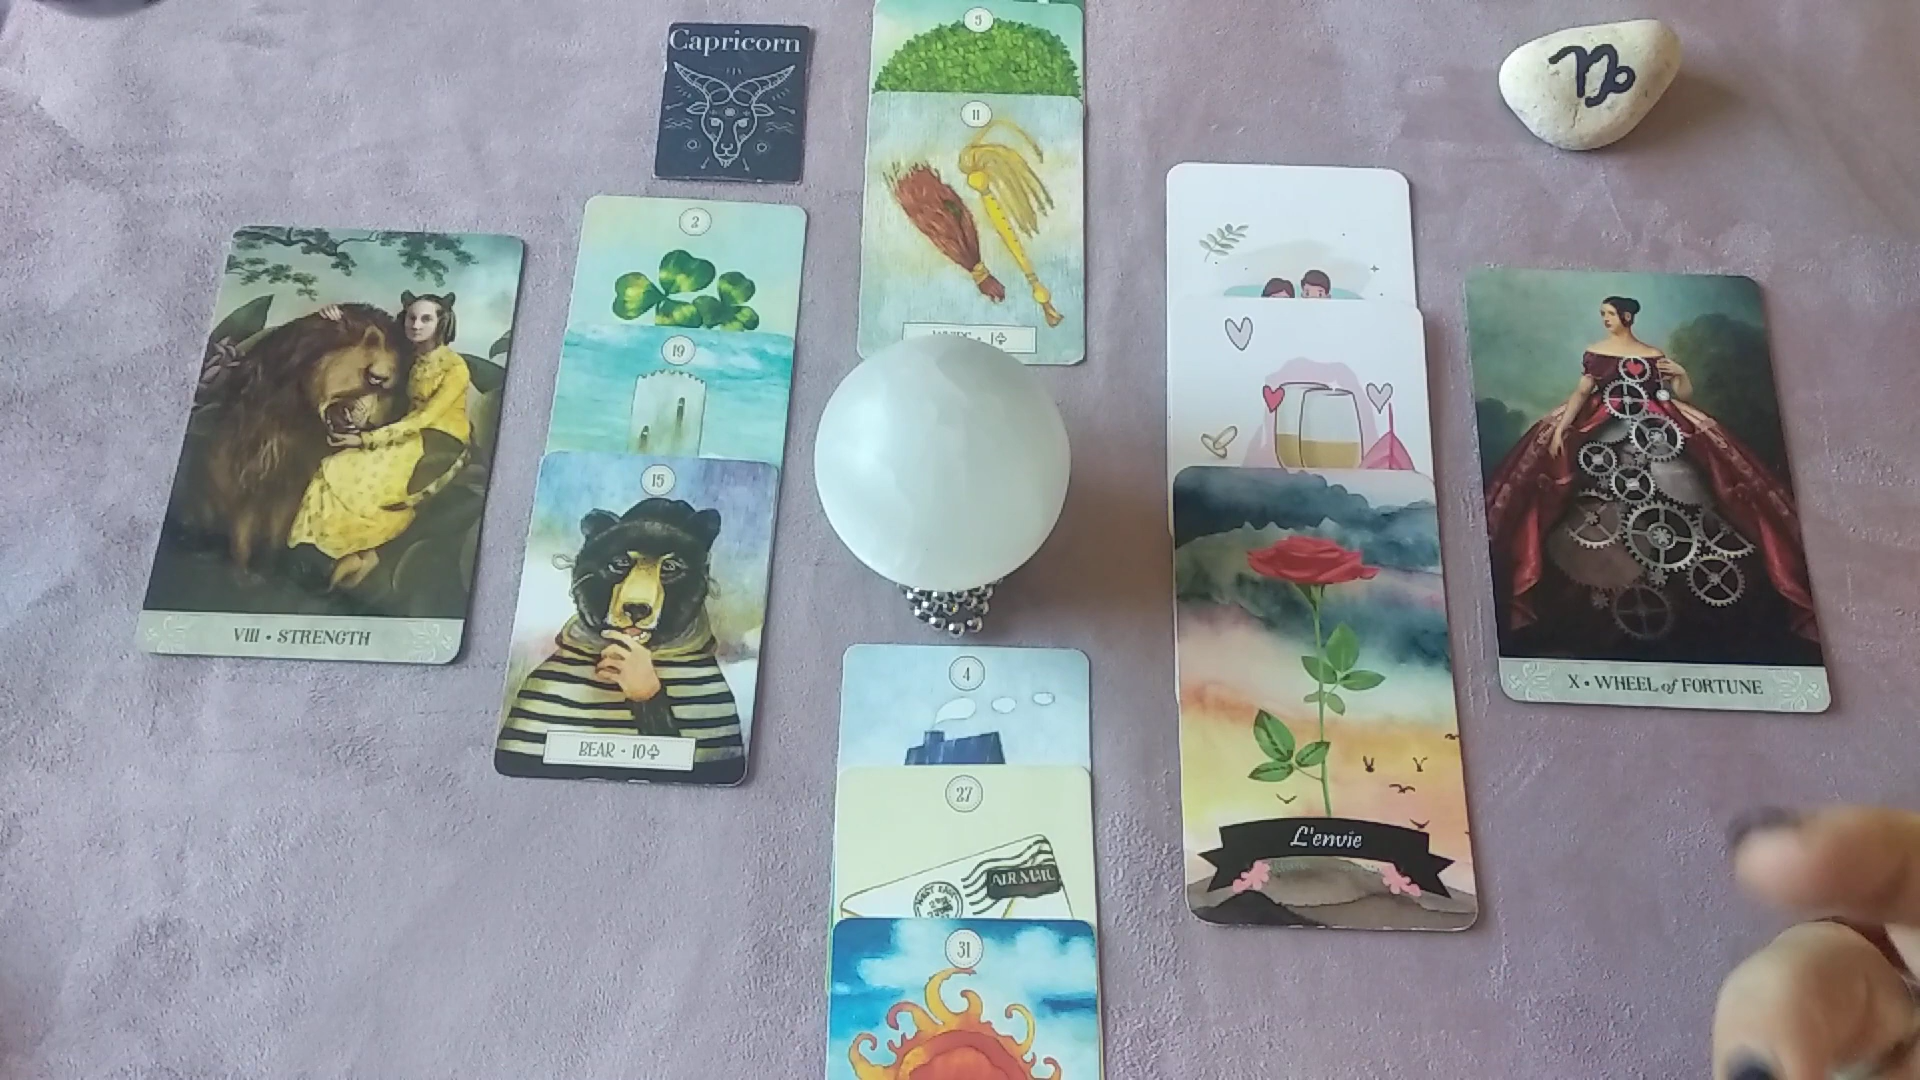 Capricorn
5
11
2
19
15
VIII • STRENGTH
BEAR • 10
4
27
AIR MAIL
31
L'envie
X • WHEEL of FORTUNE